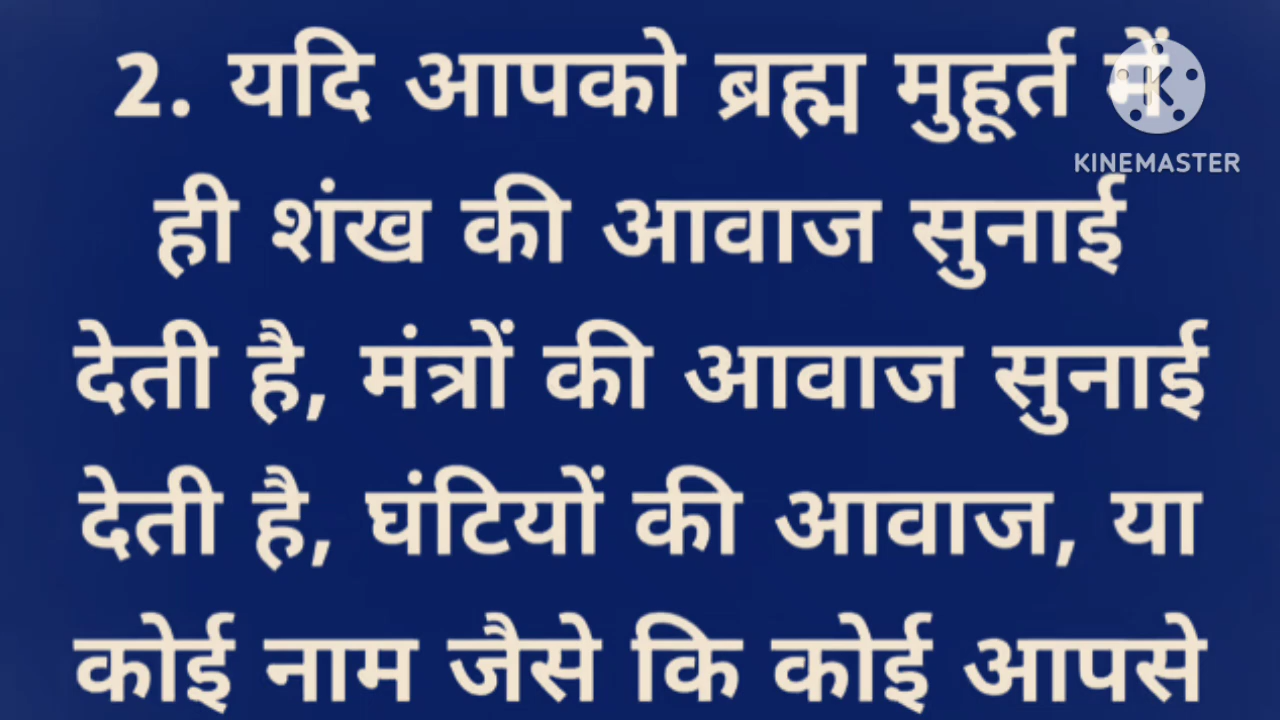 2. यदि आपको ब्रह्म मुहूर्त में
KINEMASTER
ही शंख की आवाज सुनाई
देती है, मंत्रों की आवाज सुनाई
देती है, घंटियों की आवाज, या
कोई नाम जैसे कि कोई आपसे